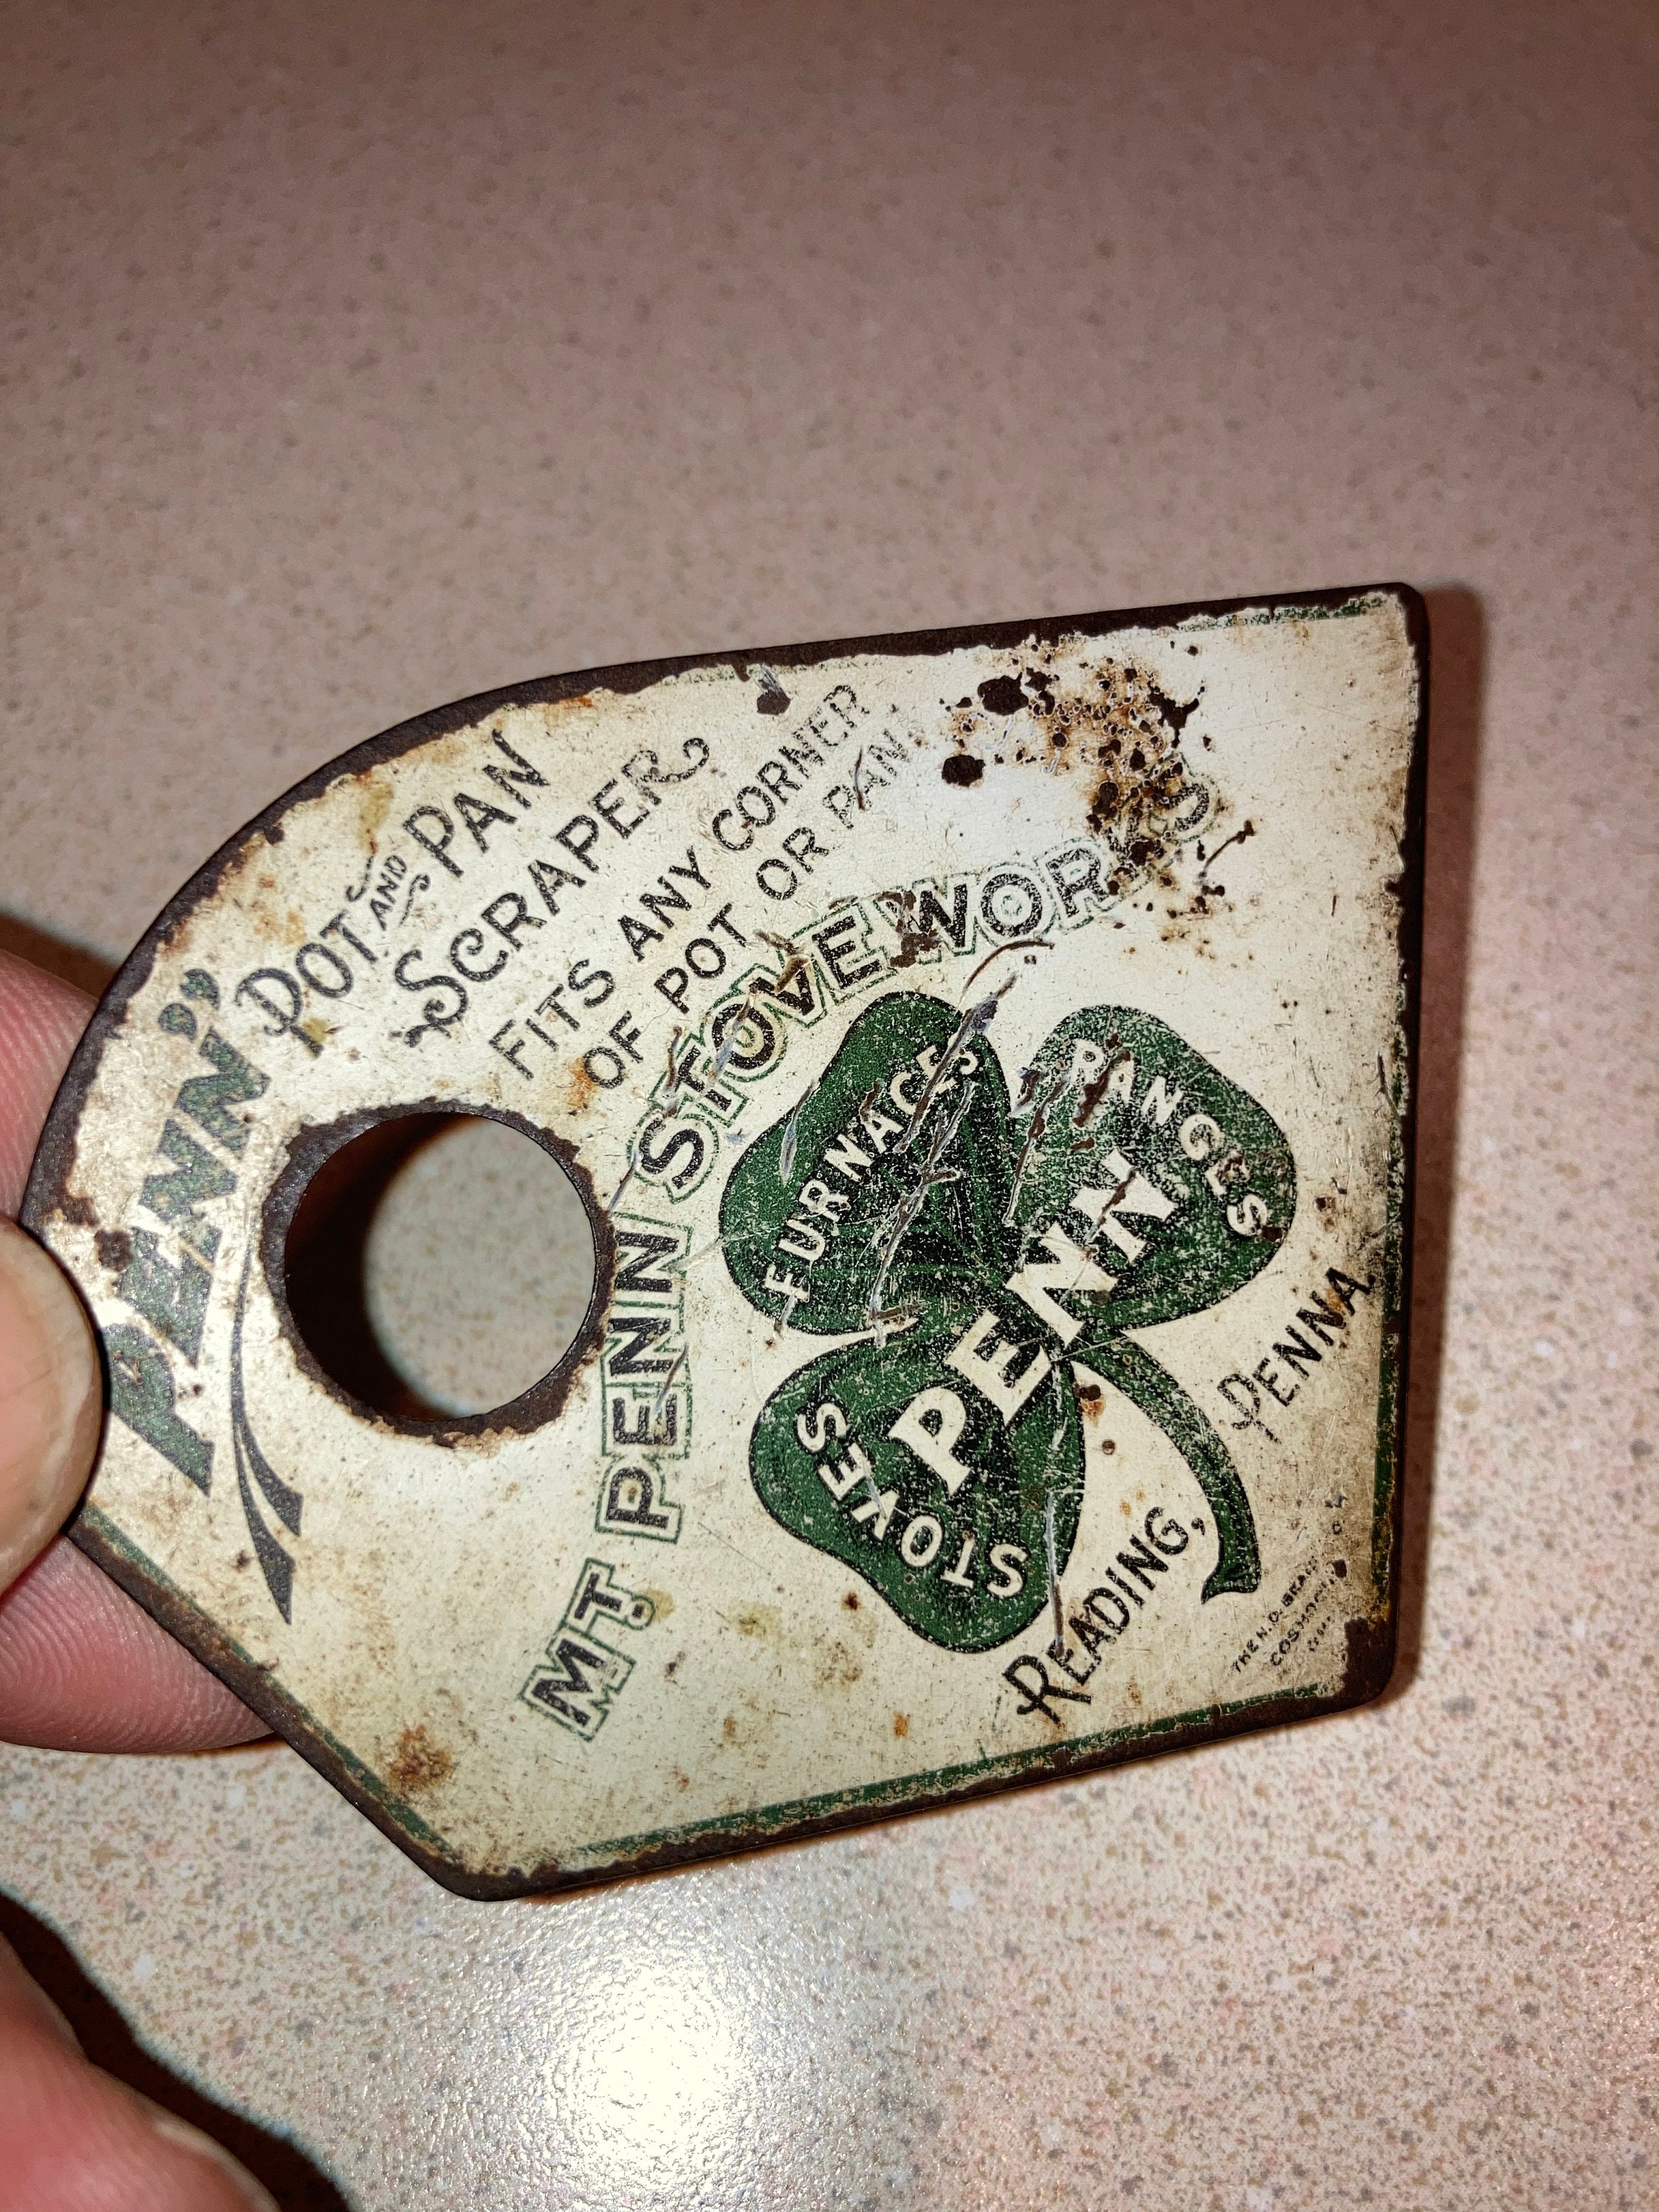 "PENN"
POT AND PAN
SCRAPER
FITS ANY CORNER
OF POT OR PAN.
MT. PENN STOVE WORKS
FURNACES
RANGES
STOVES
PENN
READING, PENNA.
THE H.D.